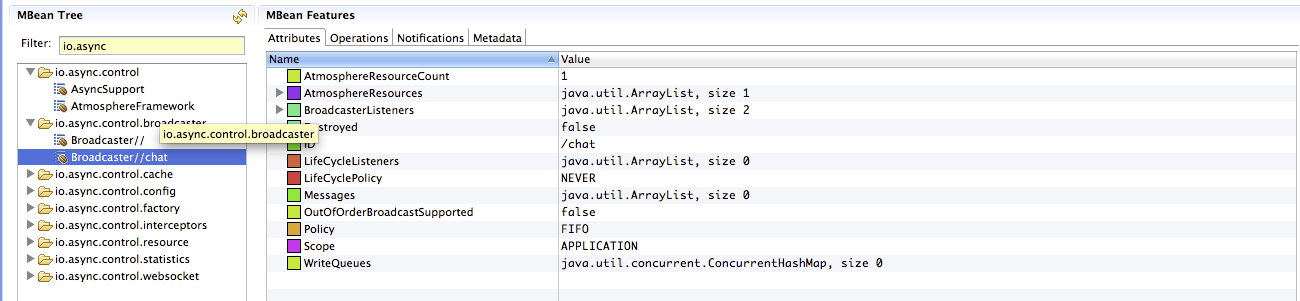 MBean Tree
Filter: io.async
io.async.control
AsyncSupport
AtmosphereFramework
io.async.control.broadcaster
io.async.control.broadcaster
Broadcaster//
Broadcaster//chat
io.async.control.cache
io.async.control.config
io.async.control.factory
io.async.control.interceptors
io.async.control.resource
io.async.control.statistics
io.async.control.websocket
MBean Features
Attributes Operations Notifications Metadata
Name Value
AtmosphereResourceCount 1
AtmosphereResources java.util.ArrayList, size 1
BroadcasterListeners java.util.ArrayList, size 2
Destroyed false
ID /chat
LifeCycleListeners java.util.ArrayList, size 0
LifeCyclePolicy NEVER
Messages java.util.ArrayList, size 0
OutOfOrderBroadcastSupported false
Policy FIFO
Scope APPLICATION
WriteQueues java.util.concurrent.ConcurrentHashMap, size 0